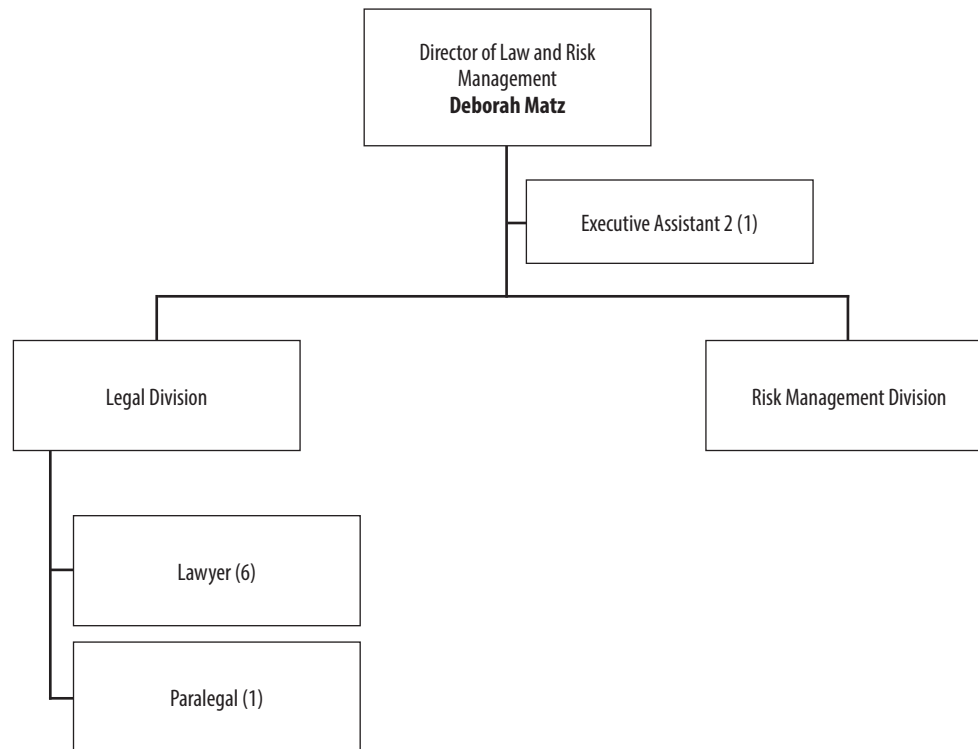 Director of Law and Risk
Management
Deborah Matz
Executive Assistant 2 (1)
Legal Division
Risk Management Division
Lawyer (6)
Paralegal (1)